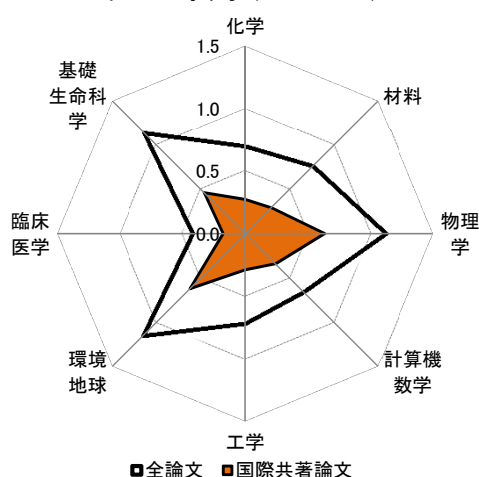 化学
1.5
1.0
0.5
0.0
基礎
生命科
学
材料
臨床
医学
物理
学
環境
地球
計算機
数学
工学
全論文 国際共著論文